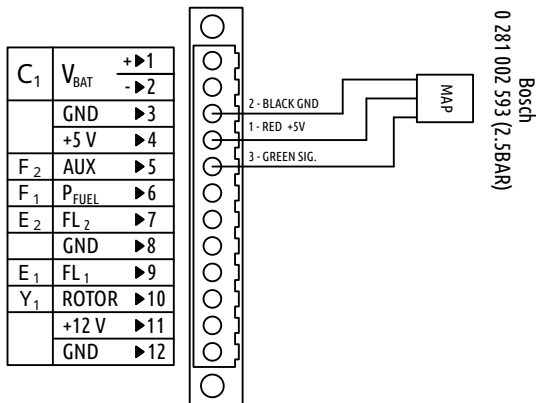 C1 VBAT + ▶1
- ▶2
GND ▶3
+5 V ▶4
F2 AUX ▶5
F1 PFUEL ▶6
E2 FL2 ▶7
GND ▶8
E1 FL1 ▶9
Y1 ROTOR ▶10
+12 V ▶11
GND ▶12
2 - BLACK GND
1 - RED +5V
3 - GREEN SIG.
MAP
Bosch
0 281 002 593 (2.5BAR)